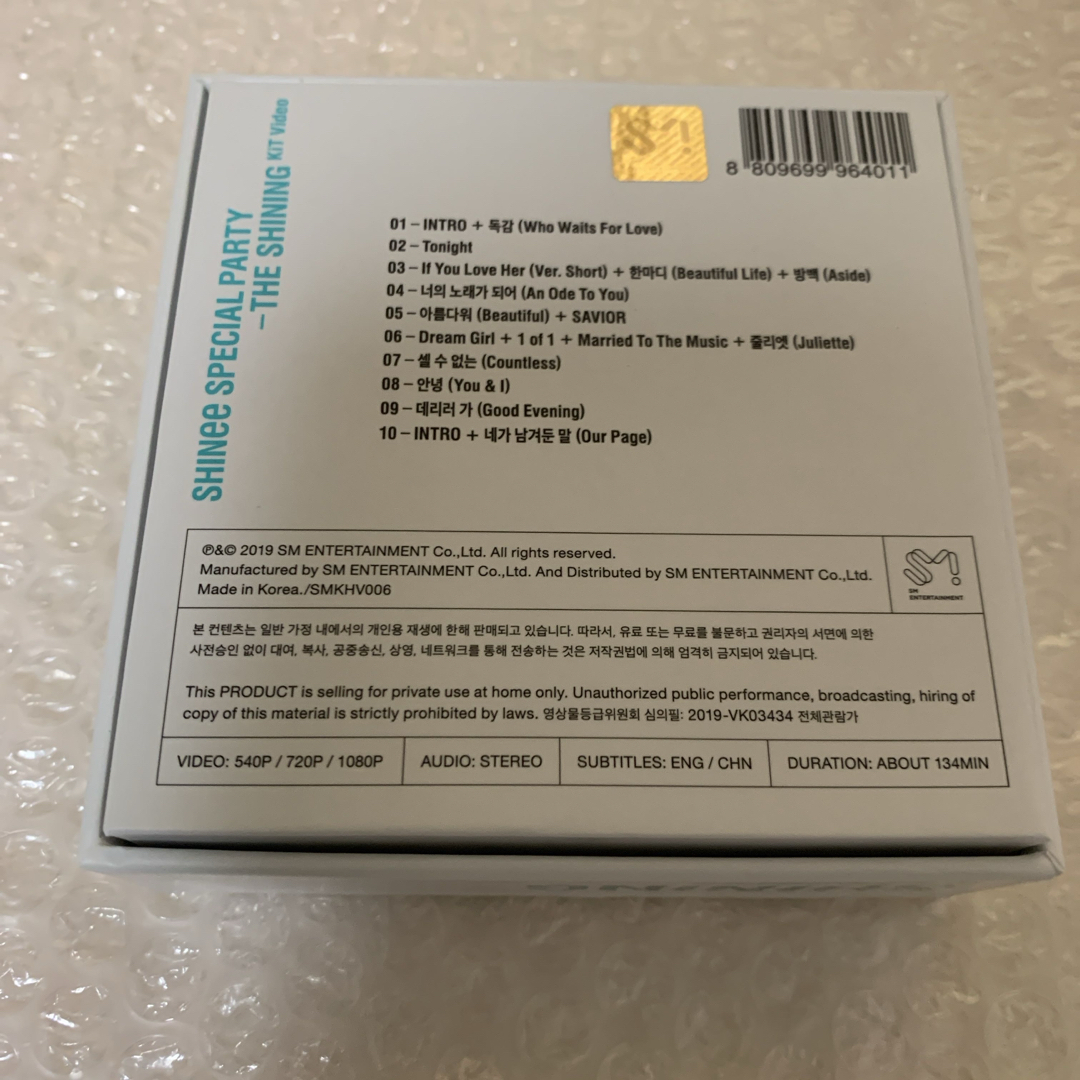 SHINee SPECIAL PARTY
–THE SHINING KiT Video
8 809699 964011
01 – INTRO + 독감 (Who Waits For Love)
02 – Tonight
03 – If You Love Her (Ver. Short) + 한마디 (Beautiful Life) + 방백 (Aside)
04 – 너의 노래가 되어 (An Ode To You)
05 – 아름다워 (Beautiful) + SAVIOR
06 – Dream Girl + 1 of 1 + Married To The Music + 줄리엣 (Juliette)
07 – 셀 수 없는 (Countless)
08 – 안녕 (You & I)
09 – 데리러 가 (Good Evening)
10 – INTRO + 네가 남겨둔 말 (Our Page)
℗&© 2019 SM ENTERTAINMENT Co.,Ltd. All rights reserved.
Manufactured by SM ENTERTAINMENT Co.,Ltd. And Distributed by SM ENTERTAINMENT Co.,Ltd.
Made in Korea./SMKHV006
SM
ENTERTAINMENT
본 컨텐츠는 일반 가정 내에서의 개인용 재생에 한해 판매되고 있습니다. 따라서, 유료 또는 무료를 불문하고 권리자의 서면에 의한
사전승인 없이 대여, 복사, 공중송신, 상영, 네트워크를 통해 전송하는 것은 저작권법에 의해 엄격히 금지되어 있습니다.
This PRODUCT is selling for private use at home only. Unauthorized public performance, broadcasting, hiring of
copy of this material is strictly prohibited by laws. 영상물등급위원회 심의필: 2019-VK03434 전체관람가
VIDEO: 540P / 720P / 1080P
AUDIO: STEREO
SUBTITLES: ENG / CHN
DURATION: ABOUT 134MIN